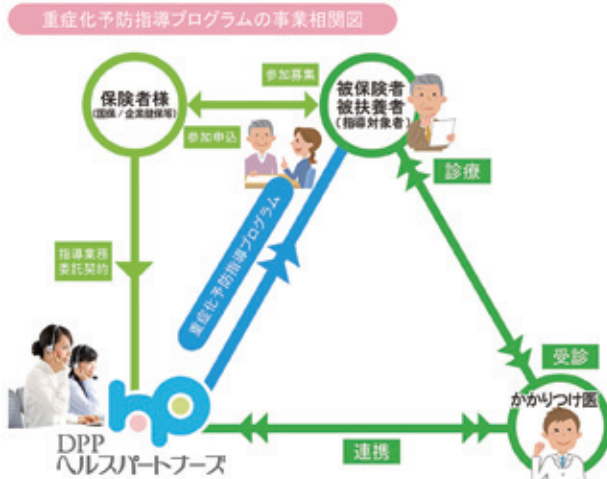 重症化予防指導プログラムの事業相関図
保険者様
(国保/企業健保等)
参加募集
参加申込
被保険者
被扶養者
(指導対象者)
診療
指導業務
委託契約
重症化予防指導プログラム
受診
かかりつけ医
連携
hp
DPP
ヘルスパートナーズ